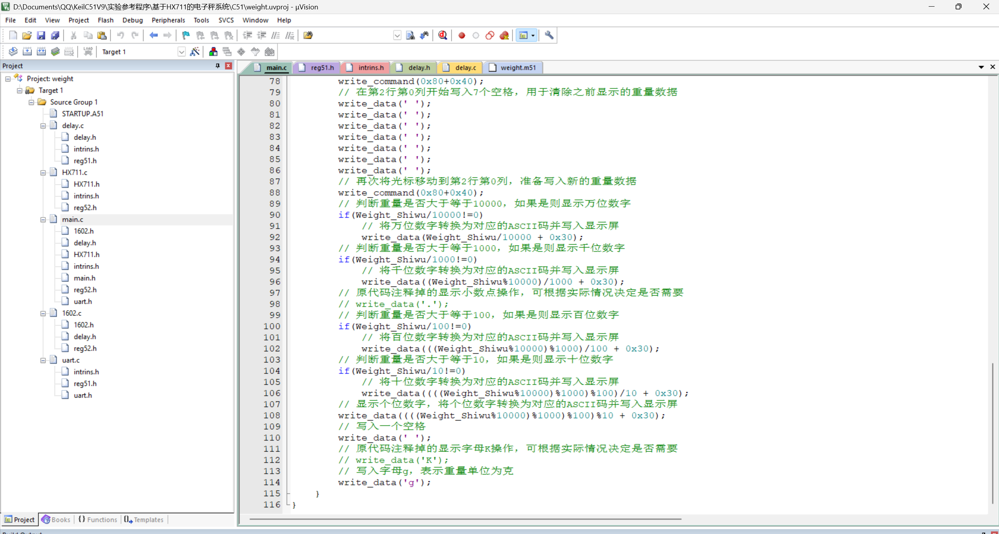 D:\Documents\QQ\KeilC51V9\实验参考程序\基于HX711的电子秤系统\C51\weight.uvproj - µVision
File Edit View Project Flash Debug Peripherals Tools SVCS Window Help
LOAD Target 1
Project
main.c reg51.h intrins.h delay.h delay.c weight.m51
Project: weight
Target 1
Source Group 1
STARTUP.A51
delay.c
delay.h
intrins.h
reg51.h
HX711.c
HX711.h
intrins.h
reg52.h
main.c
1602.h
delay.h
HX711.h
intrins.h
main.h
reg52.h
uart.h
1602.c
1602.h
delay.h
reg52.h
uart.c
intrins.h
reg51.h
uart.h
78 write_command(0x80+0x40);
79 // 在第2行第0列开始写入7个空格，用于清除之前显示的重量数据
80 write_data(' ');
81 write_data(' ');
82 write_data(' ');
83 write_data(' ');
84 write_data(' ');
85 write_data(' ');
86 write_data(' ');
87 // 再次将光标移动到第2行第0列，准备写入新的重量数据
88 write_command(0x80+0x40);
89 // 判断重量是否大于等于10000，如果是则显示万位数字
90 if(Weight_Shiwu/10000!=0)
91 // 将万位数字转换为对应的ASCII码并写入显示屏
92 write_data(Weight_Shiwu/10000 + 0x30);
93 // 判断重量是否大于等于1000，如果是则显示千位数字
94 if(Weight_Shiwu/1000!=0)
95 // 将千位数字转换为对应的ASCII码并写入显示屏
96 write_data((Weight_Shiwu%10000)/1000 + 0x30);
97 // 原代码注释掉的显示小数点操作，可根据实际情况决定是否需要
98 // write_data('.');
99 // 判断重量是否大于等于100，如果是则显示百位数字
100 if(Weight_Shiwu/100!=0)
101 // 将百位数字转换为对应的ASCII码并写入显示屏
102 write_data(((Weight_Shiwu%10000)%1000)/100 + 0x30);
103 // 判断重量是否大于等于10，如果是则显示十位数字
104 if(Weight_Shiwu/10!=0)
105 // 将十位数字转换为对应的ASCII码并写入显示屏
106 write_data((((Weight_Shiwu%10000)%1000)%100)/10 + 0x30);
107 // 显示个位数字，将个位数字转换为对应的ASCII码并写入显示屏
108 write_data((((Weight_Shiwu%10000)%1000)%100)%10 + 0x30);
109 // 写入一个空格
110 write_data(' ');
111 // 原代码注释掉的显示字母K操作，可根据实际情况决定是否需要
112 // write_data('K');
113 // 写入字母g，表示重量单位为克
114 write_data('g');
115 }
116 }
Project Books {} Functions Templates
Build Output